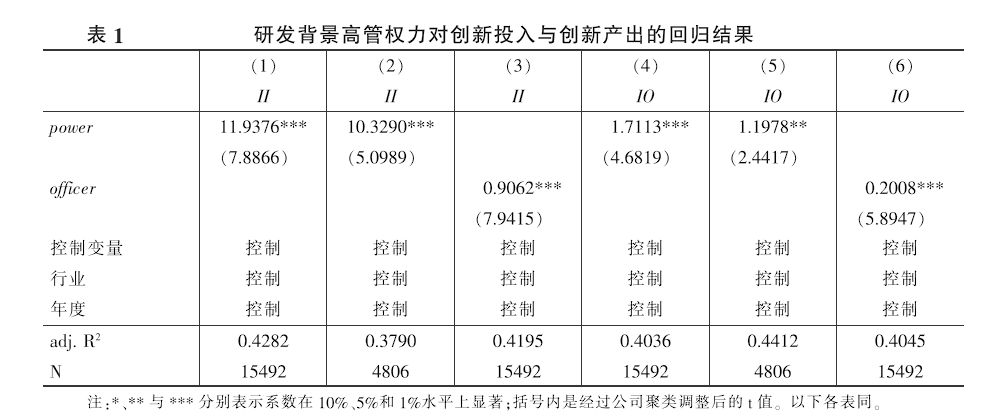 表 1 研发背景高管权力对创新投入与创新产出的回归结果
(1) (2) (3) (4) (5) (6)
II II II IO IO IO
power 11.9376*** 10.3290*** 1.7113*** 1.1978**
(7.8866) (5.0989) (4.6819) (2.4417)
officer 0.9062*** 0.2008***
(7.9415) (5.8947)
控制变量 控制 控制 控制 控制 控制 控制
行业 控制 控制 控制 控制 控制 控制
年度 控制 控制 控制 控制 控制 控制
adj. R² 0.4282 0.3790 0.4195 0.4036 0.4412 0.4045
N 15492 4806 15492 15492 4806 15492
注:*、** 与 *** 分别表示系数在 10%、5%和 1%水平上显著;括号内是经过公司聚类调整后的 t 值。以下各表同。